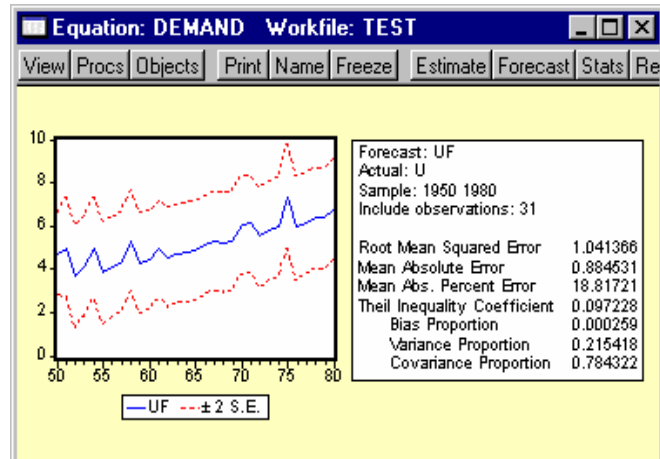 Equation: DEMAND Workfile: TEST
View Procs Objects Print Name Freeze Estimate Forecast Stats Re
10
8
6
4
2
0
50 55 60 65 70 75 80
UF ± 2 S.E.
Forecast: UF
Actual: U
Sample: 1950 1980
Include observations: 31
Root Mean Squared Error 1.041366
Mean Absolute Error 0.884531
Mean Abs. Percent Error 18.81721
Theil Inequality Coefficient 0.097228
Bias Proportion 0.000259
Variance Proportion 0.215418
Covariance Proportion 0.784322